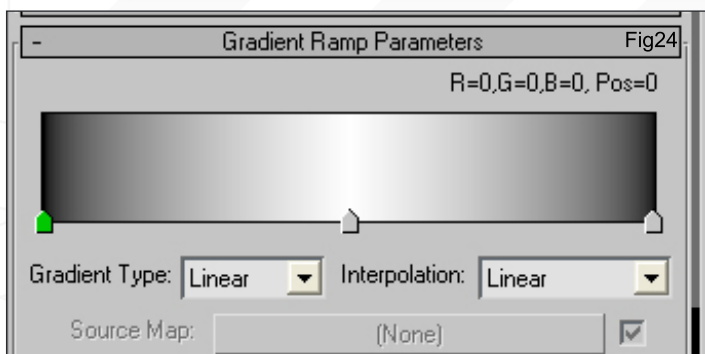 - Gradient Ramp Parameters Fig24
R=0,G=0,B=0, Pos=0
Gradient Type: Linear Interpolation: Linear
Source Map: (None)